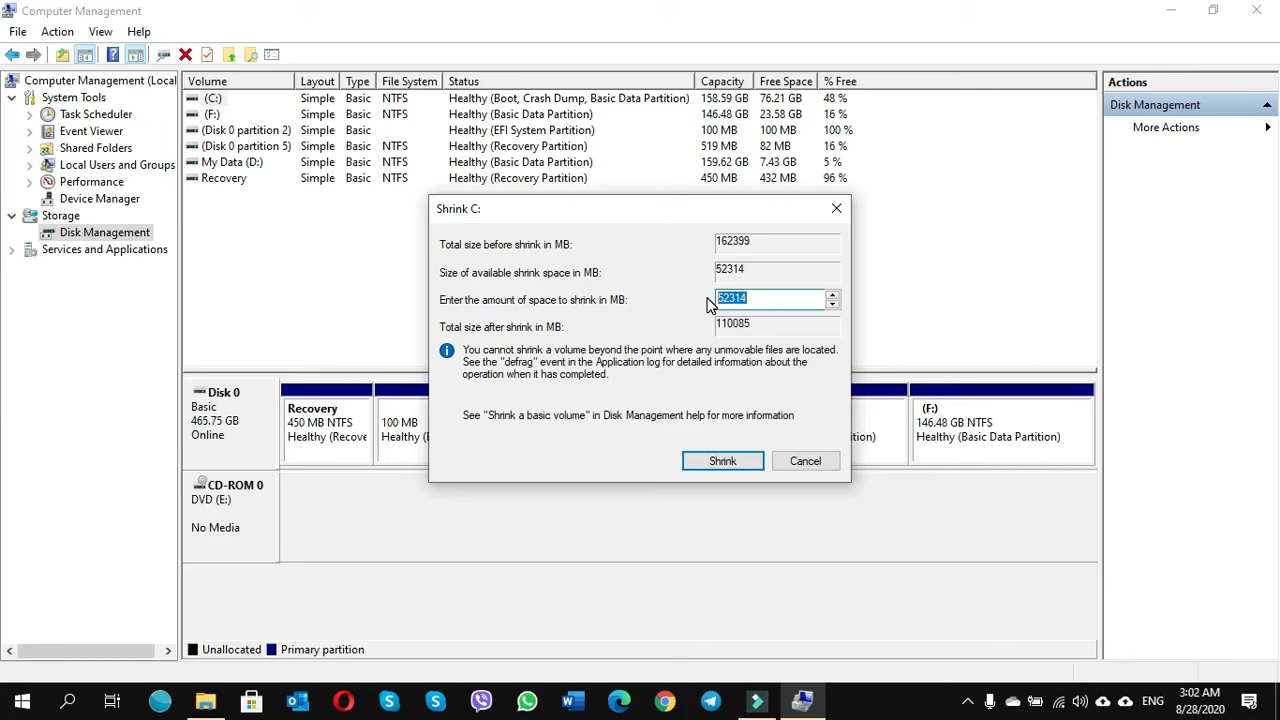 Computer Management
File Action View Help
Computer Management (Local
System Tools
Task Scheduler
Event Viewer
Shared Folders
Local Users and Groups
Performance
Device Manager
Storage
Disk Management
Services and Applications
Volume Layout Type File System Status Capacity Free Space % Free
(C:) Simple Basic NTFS Healthy (Boot, Crash Dump, Basic Data Partition) 158.59 GB 76.21 GB 48 %
(F:) Simple Basic NTFS Healthy (Basic Data Partition) 146.48 GB 23.58 GB 16 %
(Disk 0 partition 2) Simple Basic Healthy (EFI System Partition) 100 MB 100 MB 100 %
(Disk 0 partition 5) Simple Basic NTFS Healthy (Recovery Partition) 519 MB 82 MB 16 %
My Data (D:) Simple Basic NTFS Healthy (Basic Data Partition) 159.62 GB 7.43 GB 5 %
Recovery Simple Basic NTFS Healthy (Recovery Partition) 450 MB 432 MB 96 %
Actions
Disk Management
More Actions
Shrink C:
Total size before shrink in MB: 162399
Size of available shrink space in MB: 52314
Enter the amount of space to shrink in MB: 52314
Total size after shrink in MB: 110085
You cannot shrink a volume beyond the point where any unmovable files are located.
See the "defrag" event in the Application log for detailed information about the
operation when it has completed.
See "Shrink a basic volume" in Disk Management help for more information
Shrink Cancel
Disk 0
Basic
465.75 GB
Online
Recovery
450 MB NTFS
Healthy (Recove
100 MB
Healthy (
tion)
(F:)
146.48 GB NTFS
Healthy (Basic Data Partition)
CD-ROM 0
DVD (E:)
No Media
Unallocated Primary partition
ENG
3:02 AM
8/28/2020